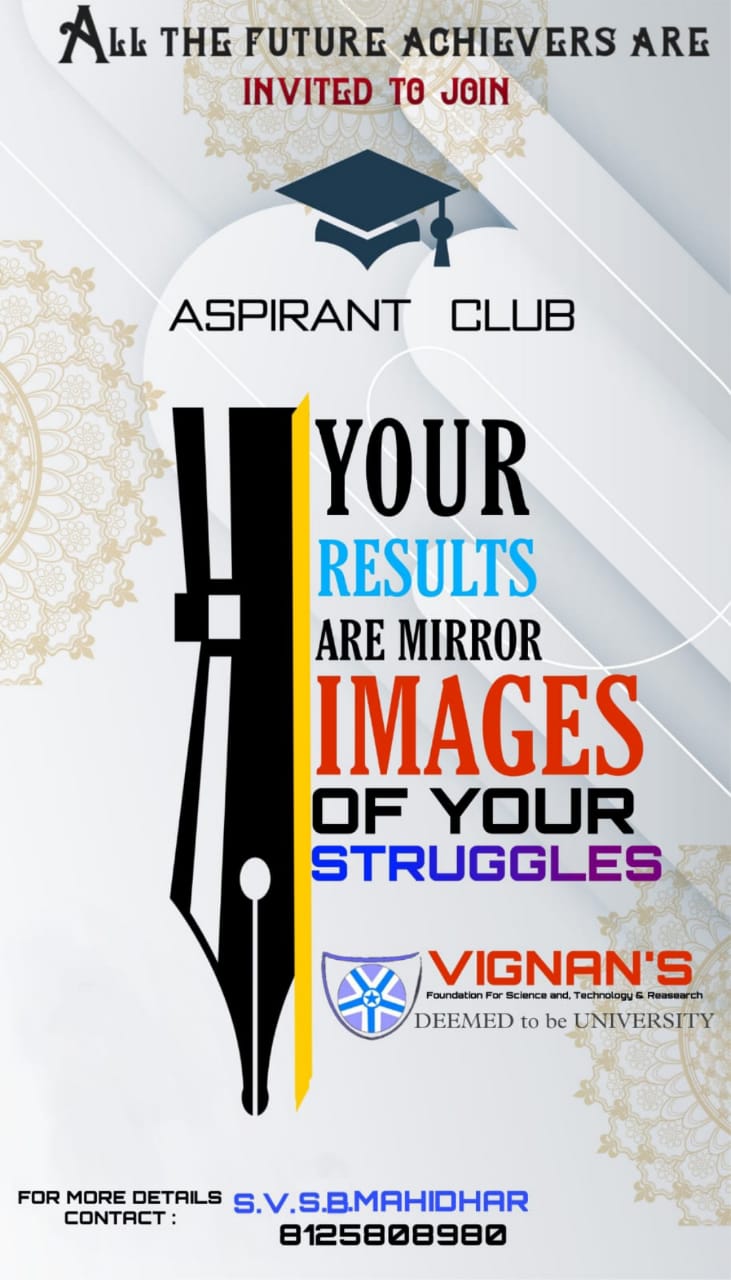 ALL THE FUTURE ACHIEVERS ARE
INVITED TO JOIN
ASPIRANT CLUB
YOUR
RESULTS
ARE MIRROR
IMAGES
OF YOUR
STRUGGLES
VIGNAN'S
Foundation For Science and, Technology & Reasearch
DEEMED to be UNIVERSITY
FOR MORE DETAILS
CONTACT :
S.V.S.B.MAHIDHAR
8125808980